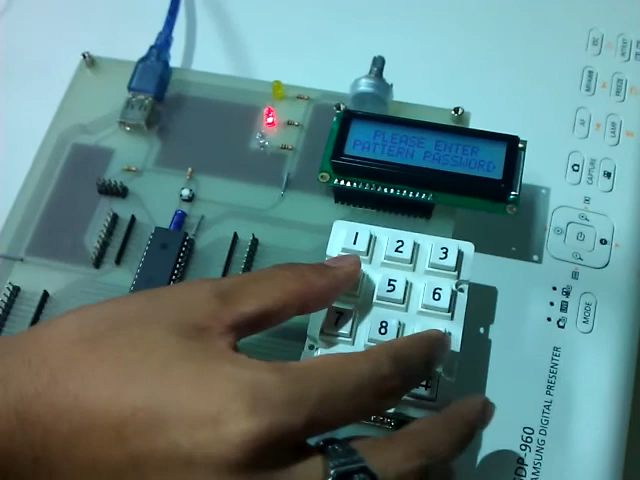 PLEASE ENTER
PATTERN PASSWORD
1 2 3
5 6
7 8
MODE
CAPTURE
AF
LAMP
FREEZE
SDP-960
SAMSUNG DIGITAL PRESENTER